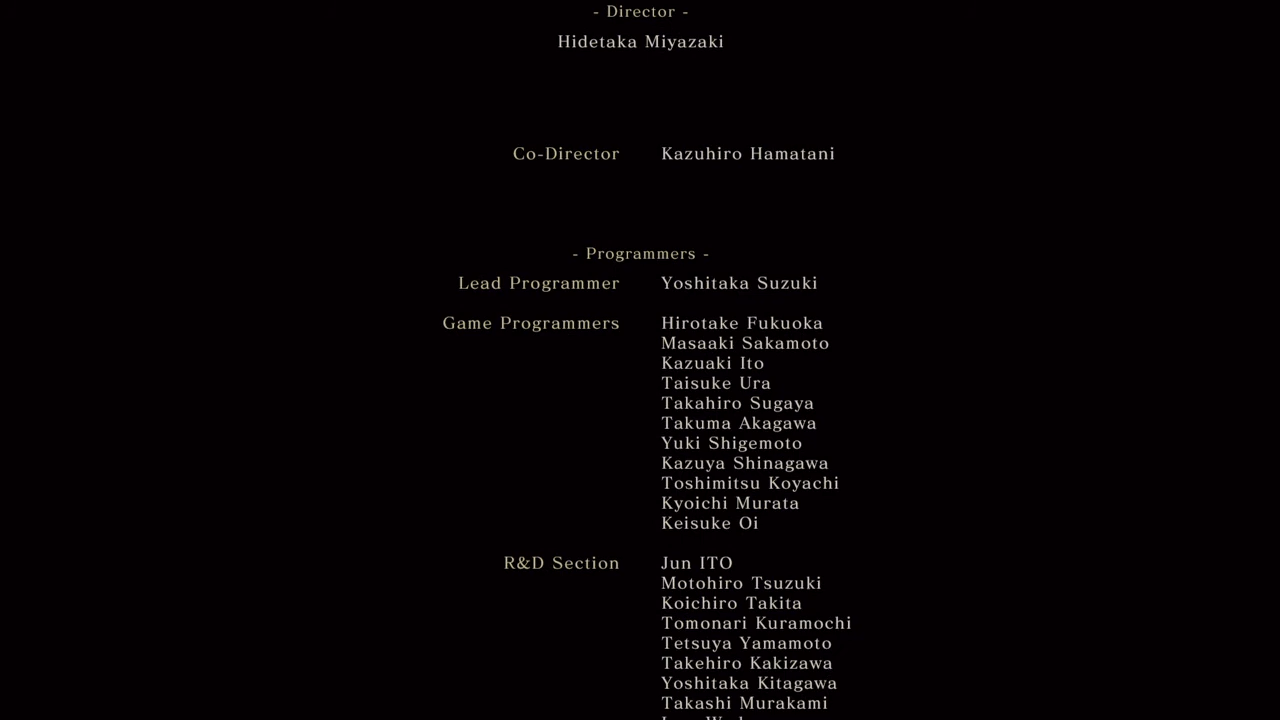 - Director -
Hidetaka Miyazaki
Co-Director Kazuhiro Hamatani
- Programmers -
Lead Programmer Yoshitaka Suzuki
Game Programmers Hirotake Fukuoka
Masaaki Sakamoto
Kazuaki Ito
Taisuke Ura
Takahiro Sugaya
Takuma Akagawa
Yuki Shigemoto
Kazuya Shinagawa
Toshimitsu Koyachi
Kyoichi Murata
Keisuke Oi
R&D Section Jun ITO
Motohiro Tsuzuki
Koichiro Takita
Tomonari Kuramochi
Tetsuya Yamamoto
Takehiro Kakizawa
Yoshitaka Kitagawa
Takashi Murakami